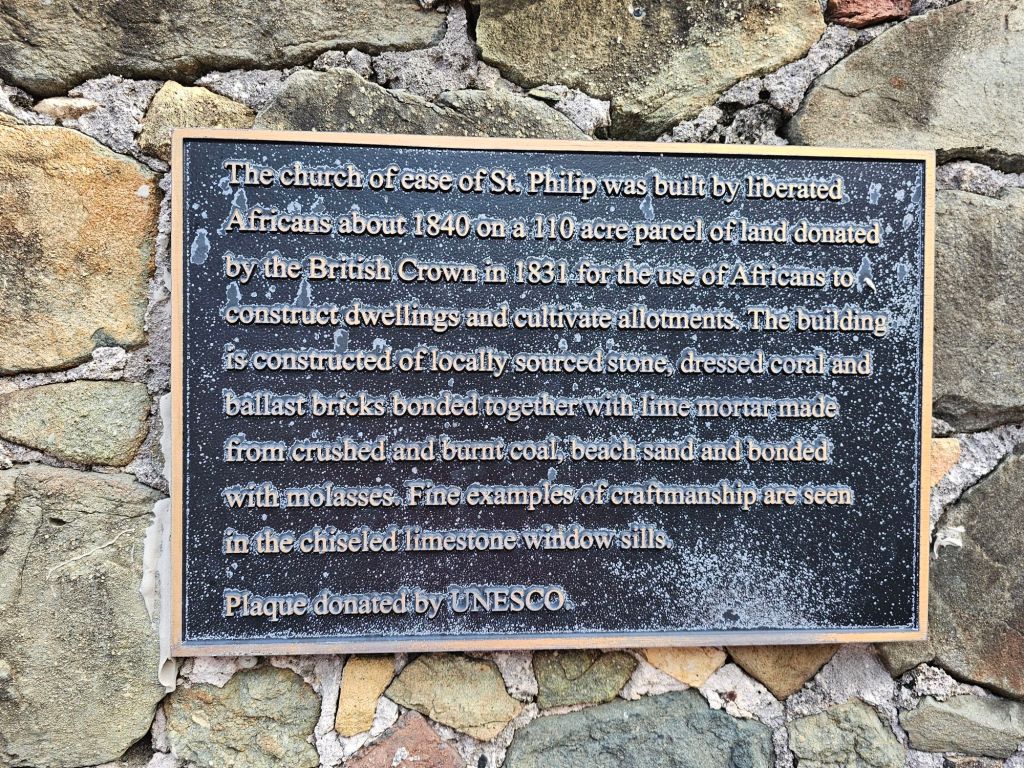 The church of ease of St. Philip was built by liberated
Africans about 1840 on a 110 acre parcel of land donated
by the British Crown in 1831 for the use of Africans to
construct dwellings and cultivate allotments. The building
is constructed of locally sourced stone, dressed coral and
ballast bricks bonded together with lime mortar made
from crushed and burnt coal, beach sand and bonded
with molasses. Fine examples of craftmanship are seen
in the chiseled limestone window sills.
Plaque donated by UNESCO.